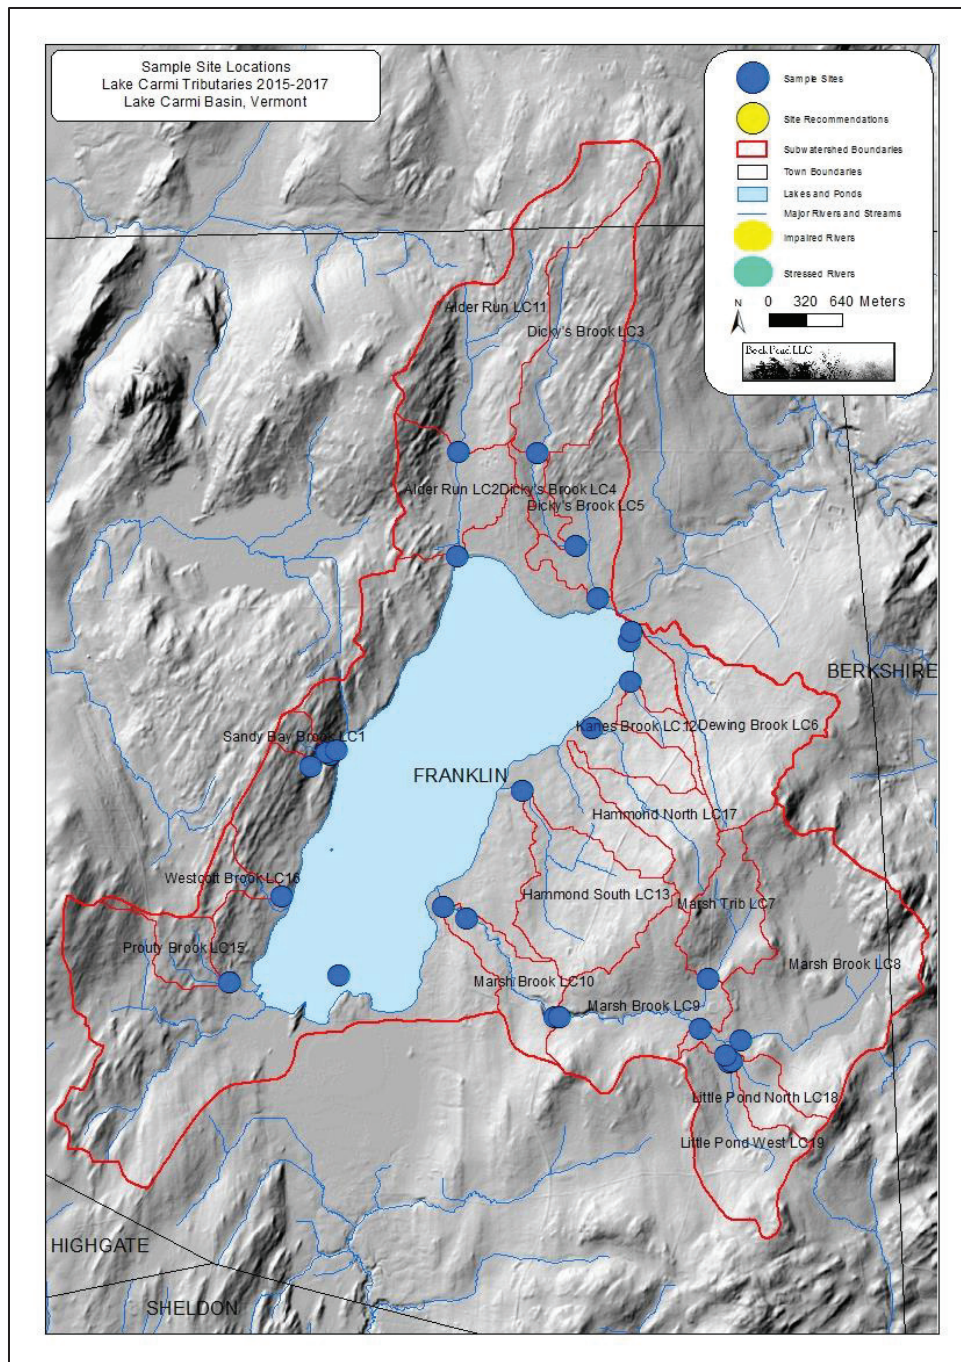 Sample Site Locations
Lake Carmi Tributaries 2015-2017
Lake Carmi Basin, Vermont
Sample Sites
Site Recommendations
Subwatershed Boundaries
Town Boundaries
Lakes and Ponds
Major Rivers and Streams
Impaired Rivers
Stressed Rivers
N 0 320 640 Meters
Beck Pond LLC
Alder Run LC11
Dicky's Brook LC3
Alder Run LC2
Dicky's Brook LC4
Dicky's Brook LC5
BERKSHIRE
Kanes Brook LC12
Dewing Brook LC6
Sandy Bay Brook LC1
FRANKLIN
Hammond North LC17
Westcott Brook LC16
Hammond South LC13
Marsh Trib LC7
Prouty Brook LC15
Marsh Brook LC8
Marsh Brook LC10
Marsh Brook LC9
Little Pond North LC18
Little Pond West LC19
HIGHGATE
SHELDON